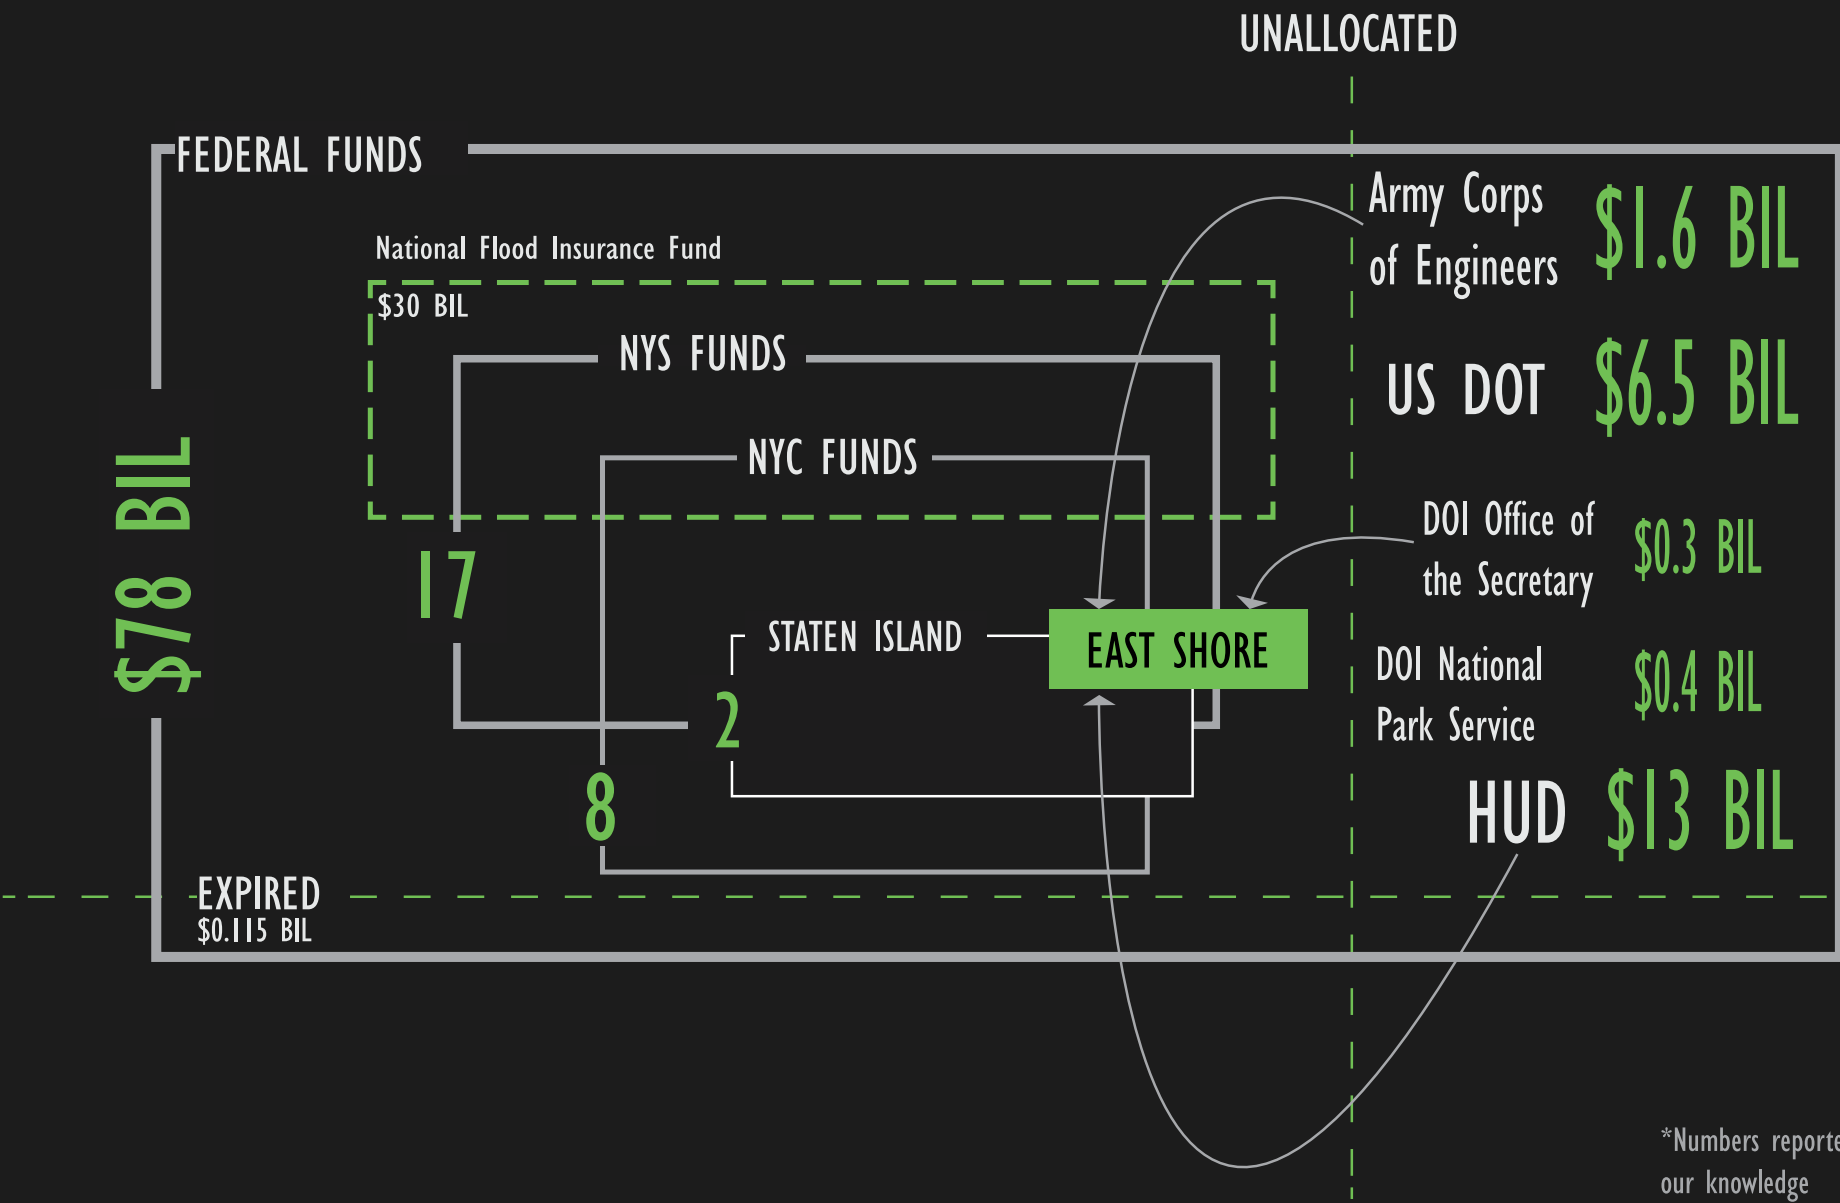 UNALLOCATED
FEDERAL FUNDS
Army Corps
of Engineers
$1.6 BIL
National Flood Insurance Fund
$30 BIL
NYS FUNDS
US DOT
$6.5 BIL
NYC FUNDS
$78 BIL
17
DOI Office of
the Secretary
$0.3 BIL
STATEN ISLAND
EAST SHORE
DOI National
Park Service
$0.4 BIL
2
8
HUD
$13 BIL
EXPIRED
$0.115 BIL
*Numbers reporte
our knowledge